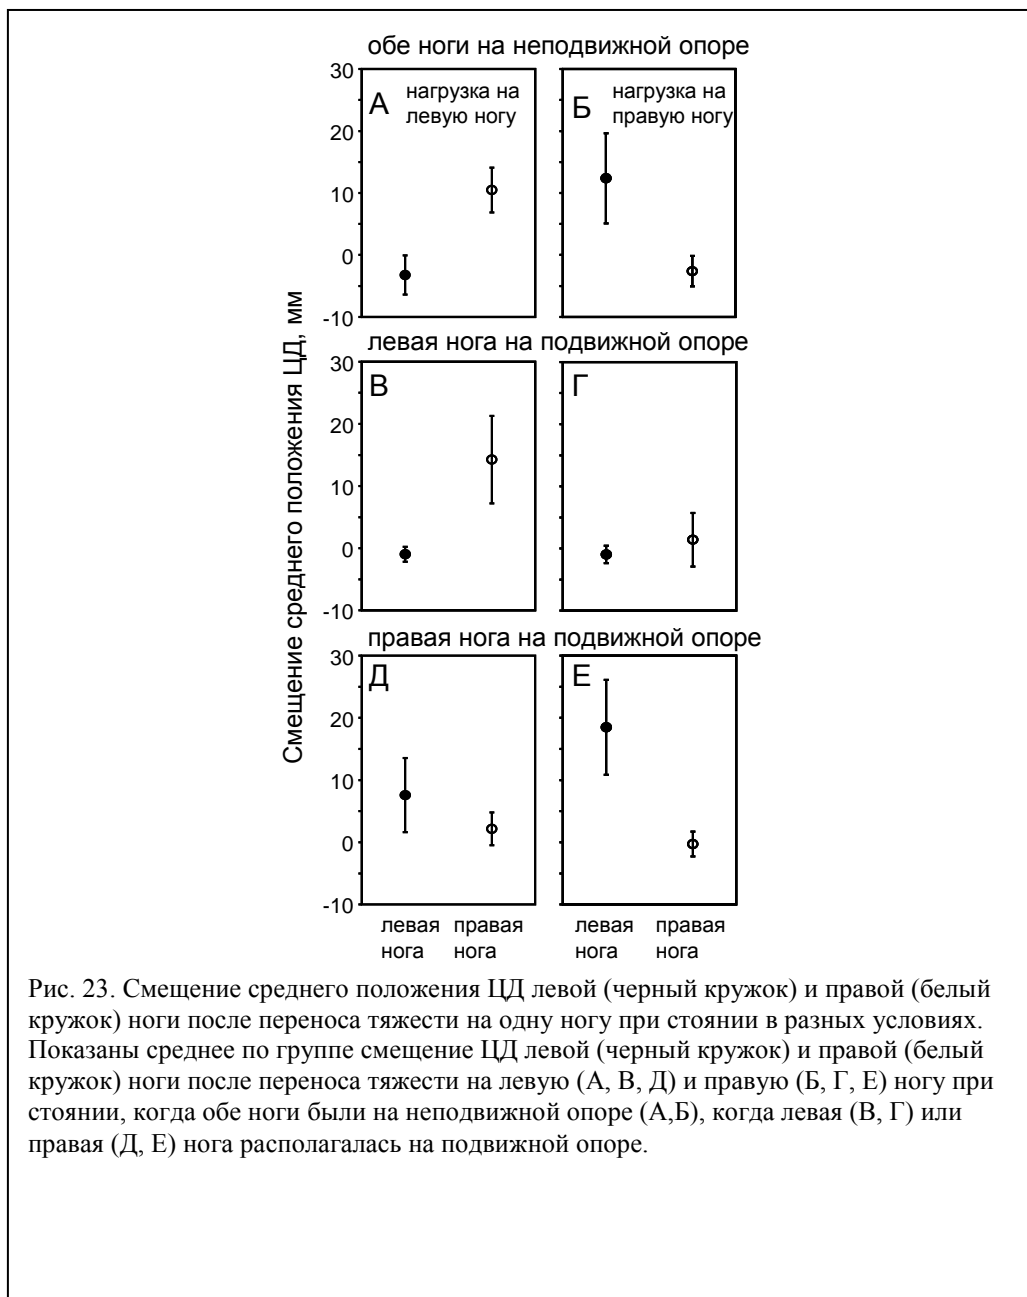 обе ноги на неподвижной опоре
30
20
10
0
-10
А
нагрузка на
левую ногу
Б
нагрузка на
правую ногу
левая нога на подвижной опоре
30
20
10
0
-10
В
Г
правая нога на подвижной опоре
30
20
10
0
-10
Д
Е
Смещение среднего положения ЦД, мм
левая
нога
правая
нога
левая
нога
правая
нога
Рис. 23. Смещение среднего положения ЦД левой (черный кружок) и правой (белый
кружок) ноги после переноса тяжести на одну ногу при стоянии в разных условиях.
Показаны среднее по группе смещение ЦД левой (черный кружок) и правой (белый
кружок) ноги после переноса тяжести на левую (А, В, Д) и правую (Б, Г, Е) ногу при
стоянии, когда обе ноги были на неподвижной опоре (А,Б), когда левая (В, Г) или
правая (Д, Е) нога располагалась на подвижной опоре.